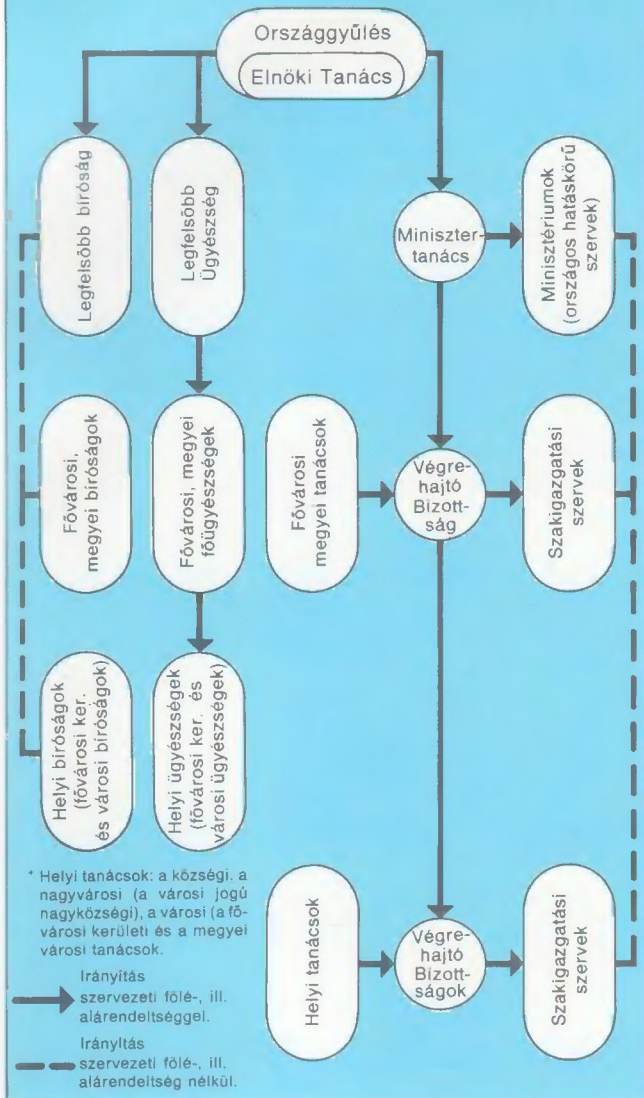 Országgyűlés
Elnöki Tanács
Legfelsőbb bíróság
Legfelsőbb
Ügyészség
Miniszter-
tanács
Minisztériumok
(országos hatáskörű
szervek)
Fővárosi,
megyei bíróságok
Fővárosi, megyei
főügyészségek
Fővárosi
megyei tanácsok
Végre-
hajtó
Bizott-
ság
Szakigazgatási
szervek
Helyi bíróságok
(fővárosi ker.
és városi bíróságok)
Helyi ügyészségek
(fővárosi ker. és
városi ügyészségek)
Helyi tanácsok
Végre-
hajtó
Bizott-
ságok
Szakigazgatási
szervek
* Helyi tanácsok: a községi, a
nagyvárosi (a városi jogú
nagyközségi), a városi (a fő-
városi kerületi és a megyei
városi tanácsok.
Irányítás
szervezeti fölé-, ill.
alárendeltséggel.
Irányítás
szervezeti fölé-, ill.
alárendeltség nélkül.